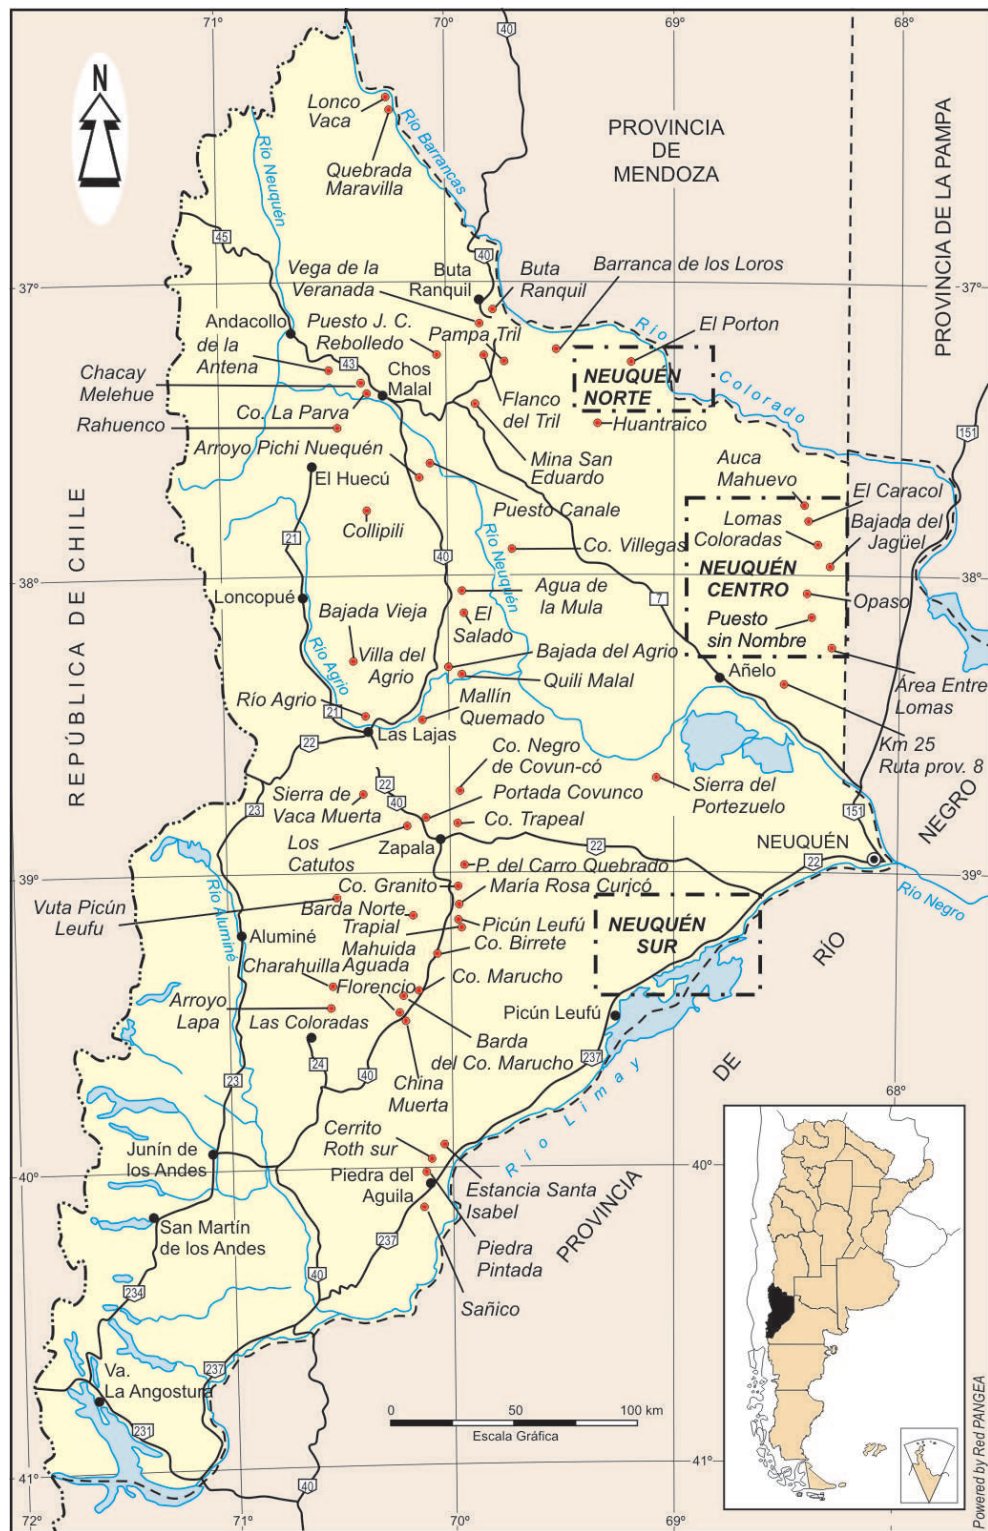 71°
70°
69°
68°
40
N
Lonco
Vaca
Quebrada
Maravilla
Río Barrancas
Río Neuquén
PROVINCIA
DE
MENDOZA
PROVINCIA DE LA PAMPA
45
40
37°
37°
Vega de la
Veranada
Buta
Ranquil
Buta
Ranquil
Barranca de los Loros
Andacollo
Puesto J. C.
Rebolledo
Pampa Tril
Río
Colorado
El Porton
de la
Antena
43
Chos
Malal
NEUQUÉN
NORTE
Chacay
Melehue
Co. La Parva
Flanco
del Tril
Huantraico
Rahuenco
151
Arroyo Pichi Nuequén
Mina San
Eduardo
Auca
Mahuevo
El Huecú
Puesto Canale
El Caracol
Collipili
Lomas
Coloradas
Bajada del
Jagüel
21
40
Río Neuquén
Co. Villegas
NEUQUÉN
CENTRO
38°
38°
Loncopué
Agua de
la Mula
7
Opaso
Bajada Vieja
El
Salado
Puesto
sin Nombre
REPÚBLICA DE CHILE
Río Agrio
Villa del
Agrio
Bajada del Agrio
Quili Malal
Añelo
Área Entre
Lomas
Río Agrio
21
Mallín
Quemado
Las Lajas
22
Km 25
Ruta prov. 8
Co. Negro
de Covun-có
22
40
Sierra de
Vaca Muerta
Portada Covunco
Sierra del
Portezuelo
23
Co. Trapeal
151
Los
Catutos
Zapala
22
NEUQUÉN
22
39°
39°
P. del Carro Quebrado
Río Negro
Co. Granito
María Rosa Curicó
Vuta Picún
Leufu
Barda Norte
Río Aluminé
Trapial
Mahuida
Picún Leufú
NEUQUÉN
SUR
Aluminé
Co. Birrete
Charahuilla
Aguada
Florencio
Co. Marucho
Arroyo
Lapa
Picún Leufú
Las Coloradas
Barda
del Co. Marucho
237
24
40
23
China
Muerta
Río Limay
PROVINCIA
DE
RÍO
NEGRO
68°
Cerrito
Roth sur
Junín de
los Andes
40°
40°
Piedra del
Aguila
Estancia Santa
Isabel
San Martín
de los Andes
237
Piedra
Pintada
40
Sañico
234
237
Va.
La Angostura
231
0
50
100 km
Escala Gráfica
40
41°
41°
72°
71°
70°
69°
Powered by Red PANGEA